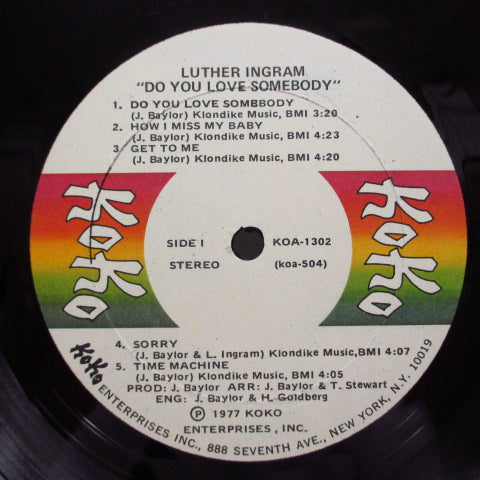 LUTHER INGRAM
"DO YOU LOVE SOMEBODY"
1. DO YOU LOVE SOMEBODY
(J. Baylor) Klondike Music, BMI 3:20
2. HOW I MISS MY BABY
(J. Baylor) Klondike Music, BMI 4:23
3. GET TO ME
(J. Baylor) Klondike Music, BMI 4:20
KOKO
KOKO
SIDE I KOA-1302
STEREO (koa-504)
4. SORRY
(J. Baylor & L. Ingram) Klondike Music,BMI 4:07
5. TIME MACHINE
(J. Baylor) Klondike Music, BMI 4:05
PROD: J. Baylor ARR: J. Baylor & T. Stewart
ENG: J. Baylor & H. Goldberg
Ⓟ 1977 KOKO
ENTERPRISES, INC.
KoKo ENTERPRISES INC., 888 SEVENTH AVE., NEW YORK, N.Y. 10019